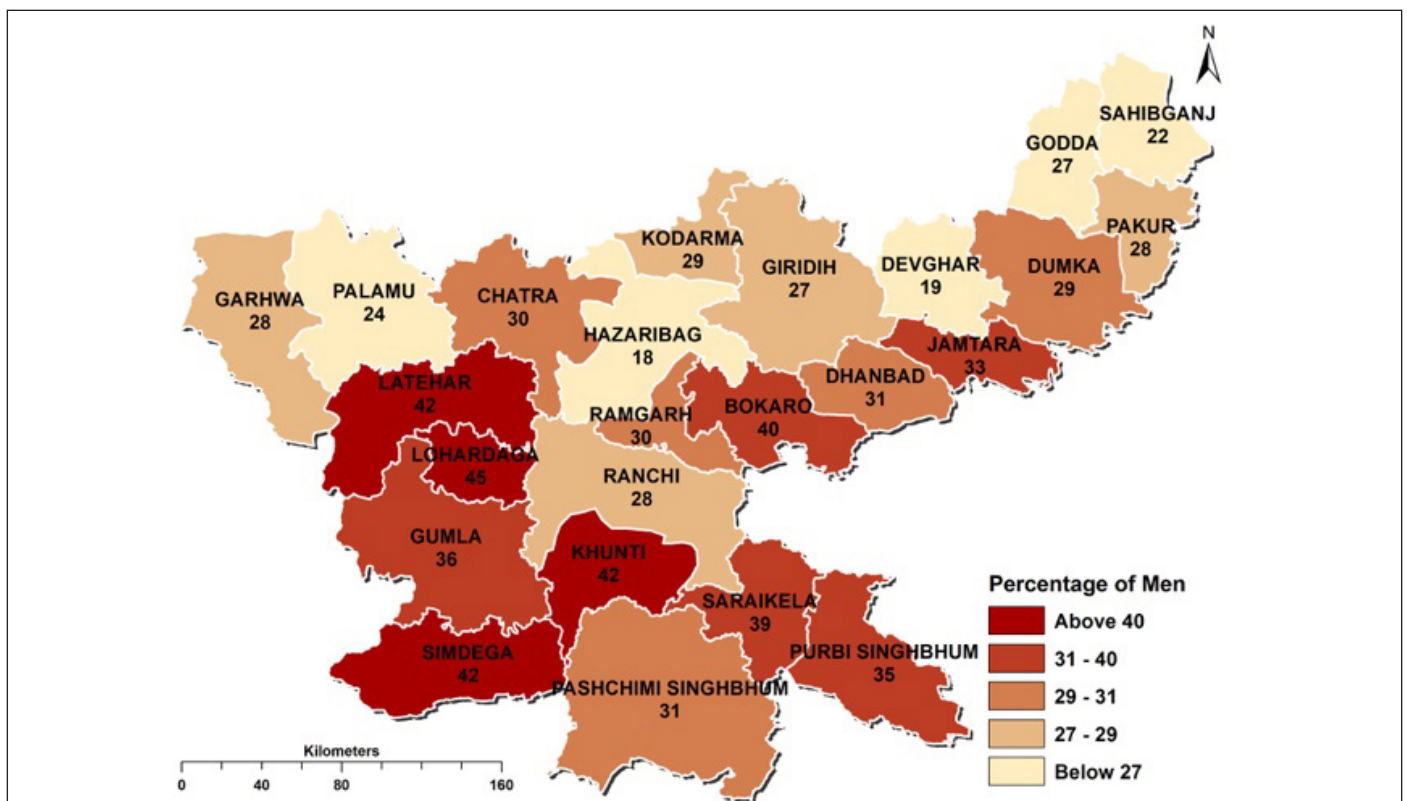 N
SAHIBGANJ
22
GODDA
27
PAKUR
28
KODARMA
29
GIRIDIH
27
DEVGHAR
19
DUMKA
29
GARHWA
28
PALAMU
24
CHATRA
30
HAZARIBAG
18
JAMTARA
33
DHANBAD
31
LATEHAR
42
RAMGARH
30
BOKARO
40
LOHARDAGA
45
RANCHI
28
GUMLA
36
KHUNTI
42
SARAIKELA
39
SIMDEGA
42
PURBI SINGHBHUM
35
PASHCHIMI SINGHBHUM
31
Percentage of Men
Above 40
31 - 40
29 - 31
27 - 29
Below 27
Kilometers
0 40 80 160